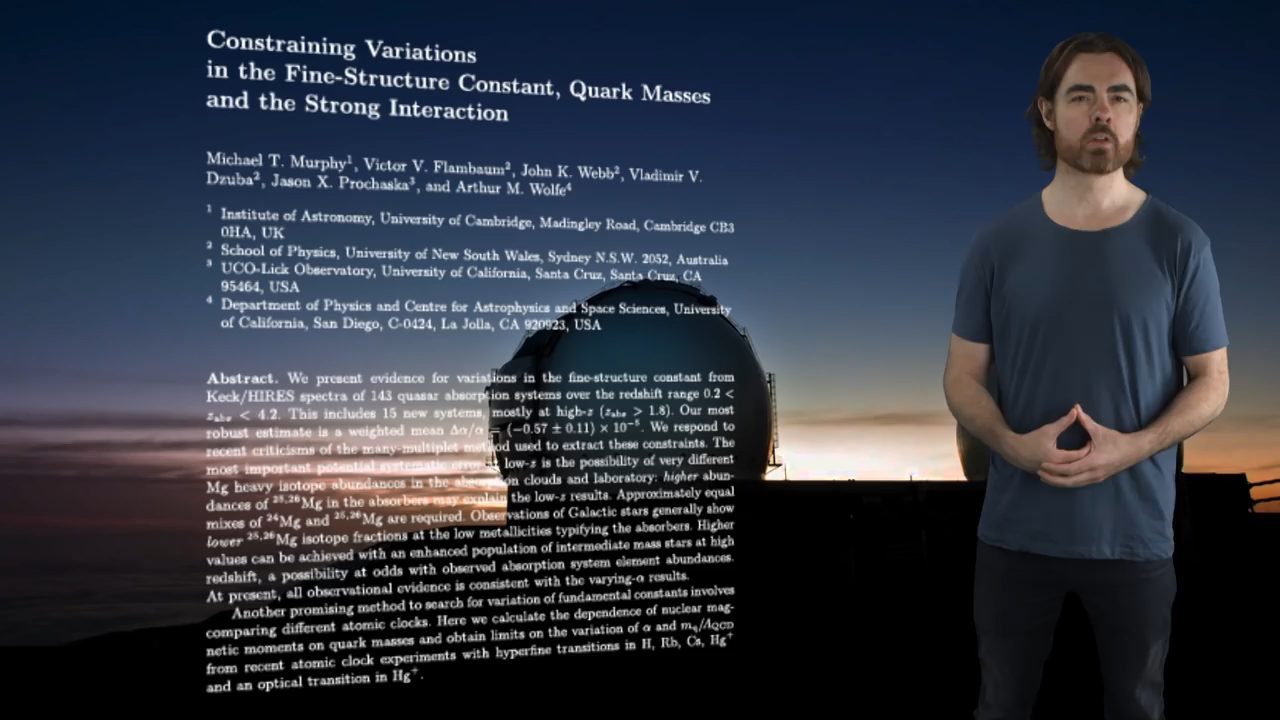 Constraining Variations
in the Fine-Structure Constant, Quark Masses
and the Strong Interaction
Michael T. Murphy¹, Victor V. Flambaum², John K. Webb², Vladimir V.
Dzuba², Jason X. Prochaska³, and Arthur M. Wolfe⁴
¹ Institute of Astronomy, University of Cambridge, Madingley Road, Cambridge CB3
0HA, UK
² School of Physics, University of New South Wales, Sydney N.S.W. 2052, Australia
³ UCO-Lick Observatory, University of California, Santa Cruz, Santa Cruz, CA
95464, USA
⁴ Department of Physics and Centre for Astrophysics and Space Sciences, University
of California, San Diego, C-0424, La Jolla, CA 920923, USA
Abstract. We present evidence for variations in the fine-structure constant from
Keck/HIRES spectra of 143 quasar absorption systems over the redshift range 0.2 <
z_abs < 4.2. This includes 15 new systems, mostly at high-z (z_abs > 1.8). Our most
robust estimate is a weighted mean Δα/α = (−0.57 ± 0.11) × 10⁻⁵. We respond to
recent criticisms of the many-multiplet method used to extract these constraints. The
most important potential systematic error at low-z is the possibility of very different
Mg heavy isotope abundances in the absorption clouds and laboratory: higher abun-
dances of ²⁵,²⁶Mg in the absorbers may explain the low-z results. Approximately equal
mixes of ²⁴Mg and ²⁵,²⁶Mg are required. Observations of Galactic stars generally show
lower ²⁵,²⁶Mg isotope fractions at the low metallicities typifying the absorbers. Higher
values can be achieved with an enhanced population of intermediate mass stars at high
redshift, a possibility at odds with observed absorption system element abundances.
At present, all observational evidence is consistent with the varying-α results.
Another promising method to search for variation of fundamental constants involves
comparing different atomic clocks. Here we calculate the dependence of nuclear mag-
netic moments on quark masses and obtain limits on the variation of α and m_q/Λ_QCD
from recent atomic clock experiments with hyperfine transitions in H, Rb, Cs, Hg⁺
and an optical transition in Hg⁺.